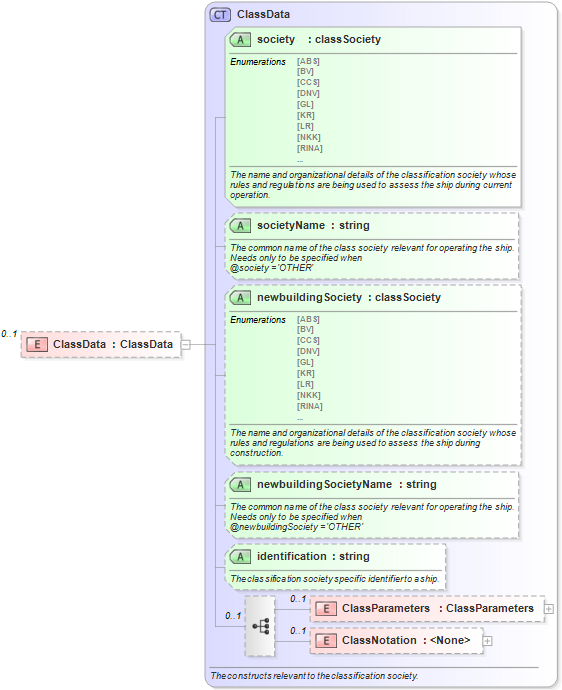 CT ClassData
A society : classSociety
Enumerations [ABS]
[BV]
[CCS]
[DNV]
[GL]
[KR]
[LR]
[NKK]
[RINA]
...
The name and organizational details of the classification society whose
rules and regulations are being used to assess the ship during current
operation.
A societyName : string
The common name of the class society relevant for operating the ship.
Needs only to be specified when
@society ='OTHER'
A newbuildingSociety : classSociety
Enumerations [ABS]
[BV]
[CCS]
[DNV]
[GL]
[KR]
[LR]
[NKK]
[RINA]
...
The name and organizational details of the classification society whose
rules and regulations are being used to assess the ship during
construction.
0..1
E ClassData : ClassData
A newbuildingSocietyName : string
The common name of the class society relevant for operating the ship.
Needs only to be specified when
@newbuildingSociety ='OTHER'
A identification : string
The classification society specific identifier to a ship.
0..1
0..1
E ClassParameters : ClassParameters
0..1
E ClassNotation : <None>
The constructs relevant to the classification society.